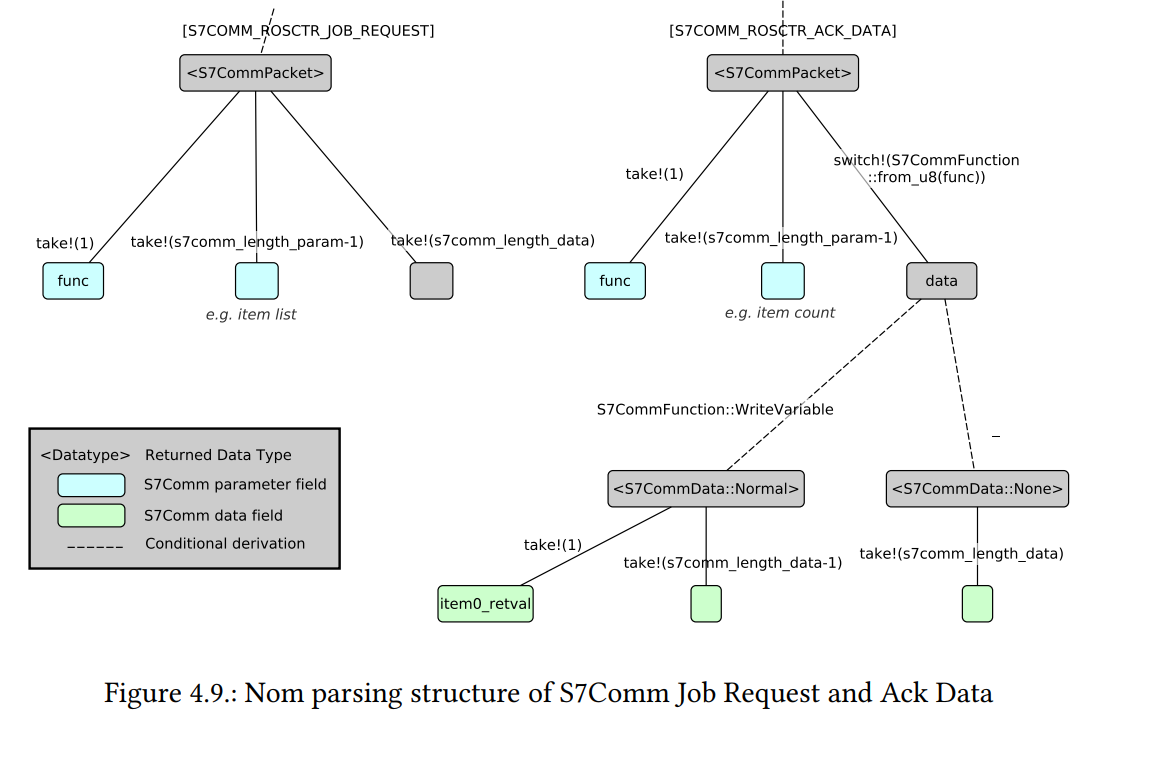 [S7COMM_ROSCTR_JOB_REQUEST]
[S7COMM_ROSCTR_ACK_DATA]
<S7CommPacket>
<S7CommPacket>
switch!(S7CommFunction
::from_u8(func))
take!(1)
take!(s7comm_length_param-1)
take!(1)
take!(s7comm_length_param-1)
take!(s7comm_length_data)
func
func
data
e.g. item list
e.g. item count
S7CommFunction::WriteVariable
_
<Datatype> Returned Data Type
S7Comm parameter field
S7Comm data field
Conditional derivation
<S7CommData::Normal>
<S7CommData::None>
take!(1)
take!(s7comm_length_data-1)
take!(s7comm_length_data)
item0_retval
Figure 4.9.: Nom parsing structure of S7Comm Job Request and Ack Data